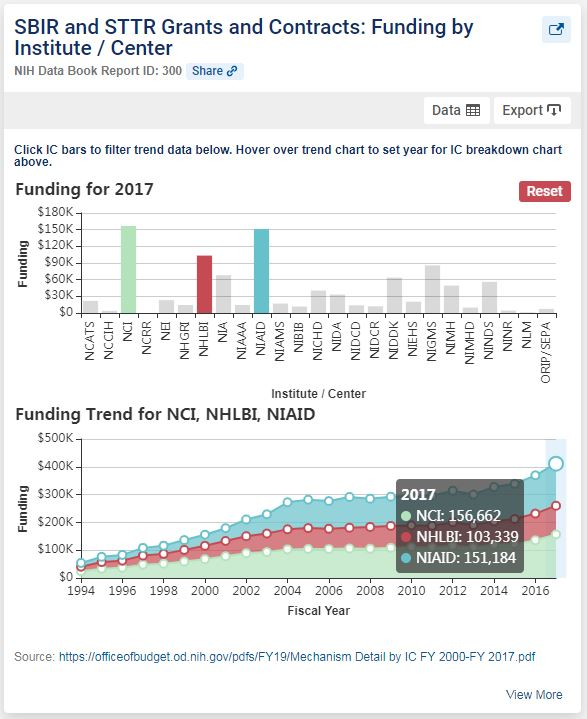 SBIR and STTR Grants and Contracts: Funding by
Institute / Center
NIH Data Book Report ID: 300 Share
Data Export
Click IC bars to filter trend data below. Hover over trend chart to set year for IC breakdown chart
above.
Funding for 2017
Reset
Funding
$180K
$150K
$120K
$90K
$60K
$30K
$0
NCATS
NCCIH
NCI
NCRR
NEI
NHGRI
NHLBI
NIA
NIAAA
NIAID
NIAMS
NIBIB
NICHD
NIDA
NIDCD
NIDCR
NIDDK
NIEHS
NIGMS
NIMH
NIMHD
NINDS
NINR
NLM
ORIP/SEPA
Institute / Center
Funding Trend for NCI, NHLBI, NIAID
Funding
$500K
$400K
$300K
$200K
$100K
$0
2017
NCI: 156,662
NHLBI: 103,339
NIAID: 151,184
1994 1996 1998 2000 2002 2004 2006 2008 2010 2012 2014 2016
Fiscal Year
Source: https://officeofbudget.od.nih.gov/pdfs/FY19/Mechanism Detail by IC FY 2000-FY 2017.pdf
View More